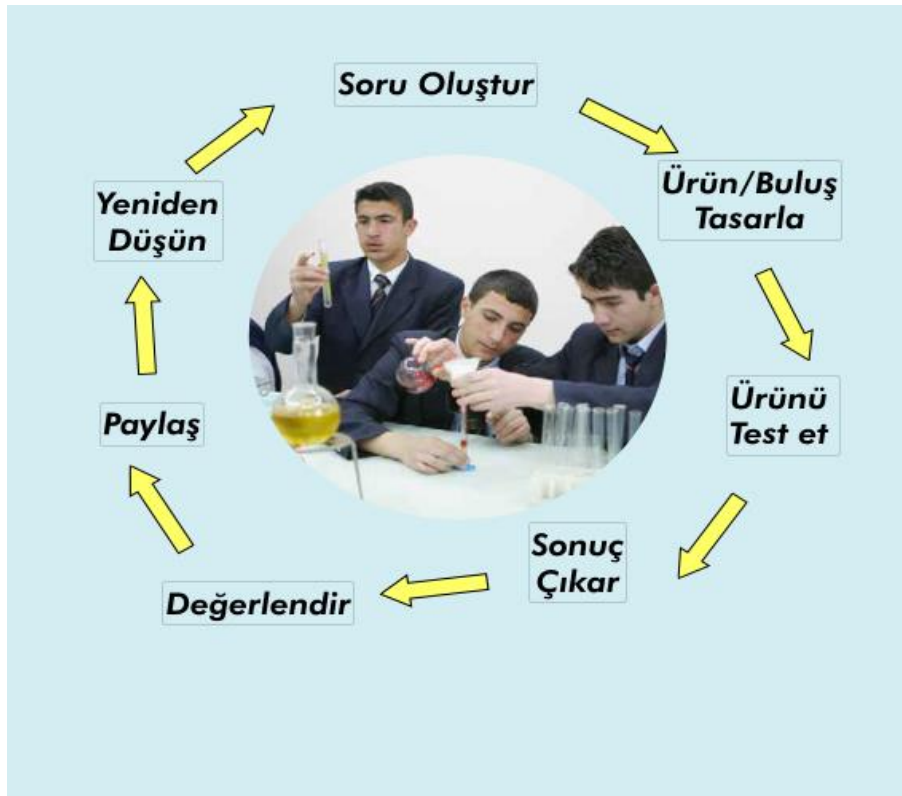 Soru Oluştur
Ürün/Buluş
Tasarla
Ürünü
Test et
Sonuç
Çıkar
Değerlendir
Paylaş
Yeniden
Düşün